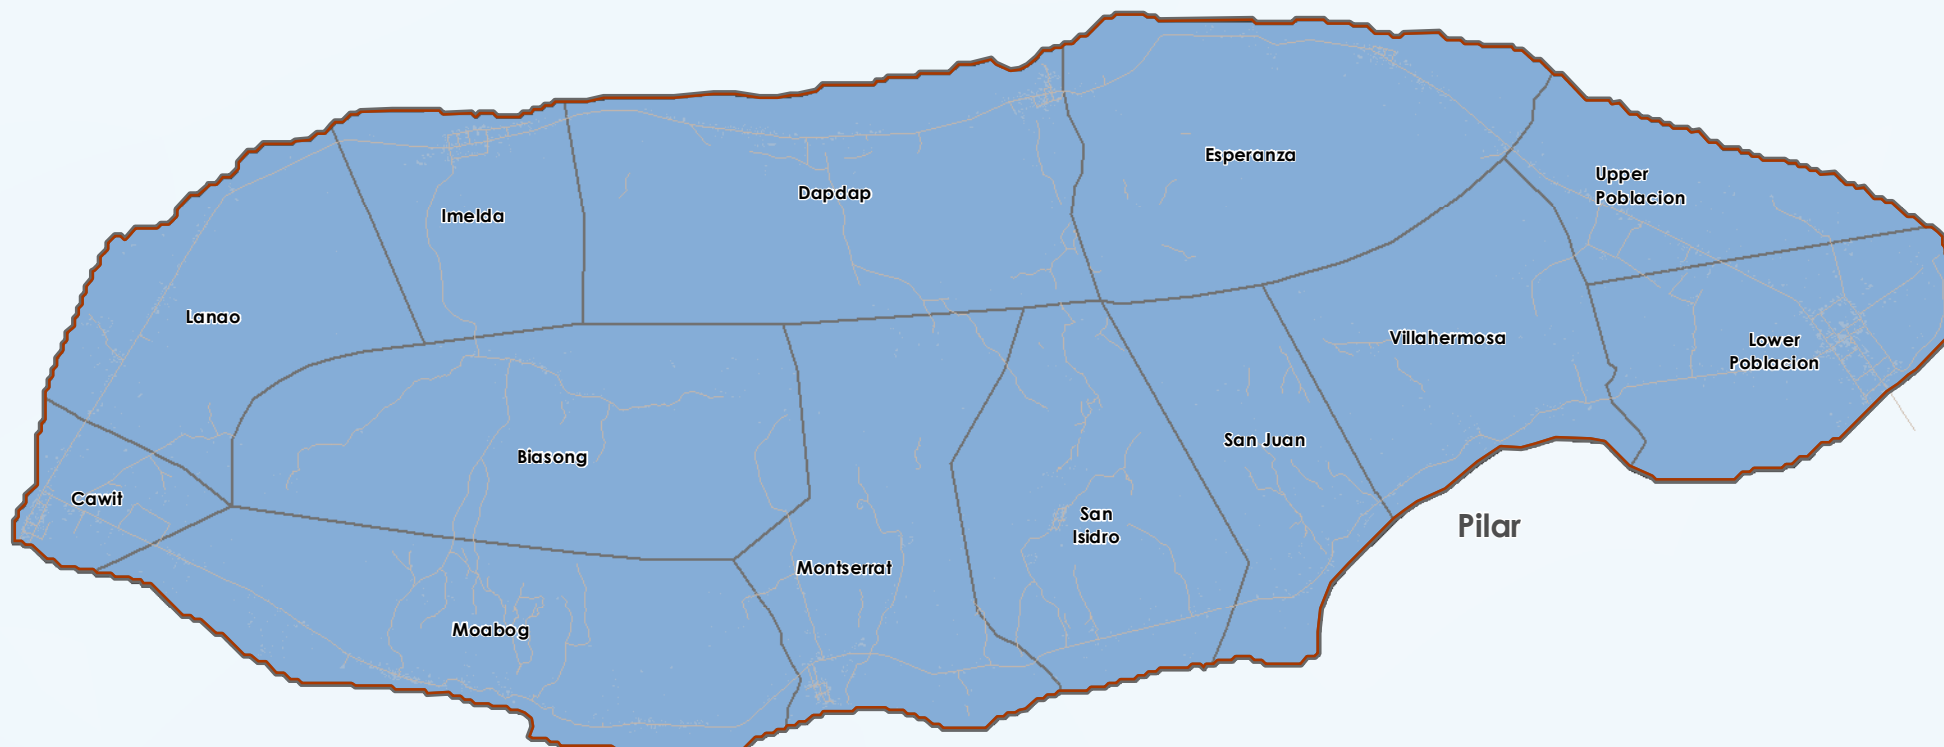 Esperanza
Upper
Poblacion
Dapdap
Imelda
Lanao
Villahermosa
Lower
Poblacion
San Juan
Biasong
Cawit
San
Isidro
Pilar
Montserrat
Moabog